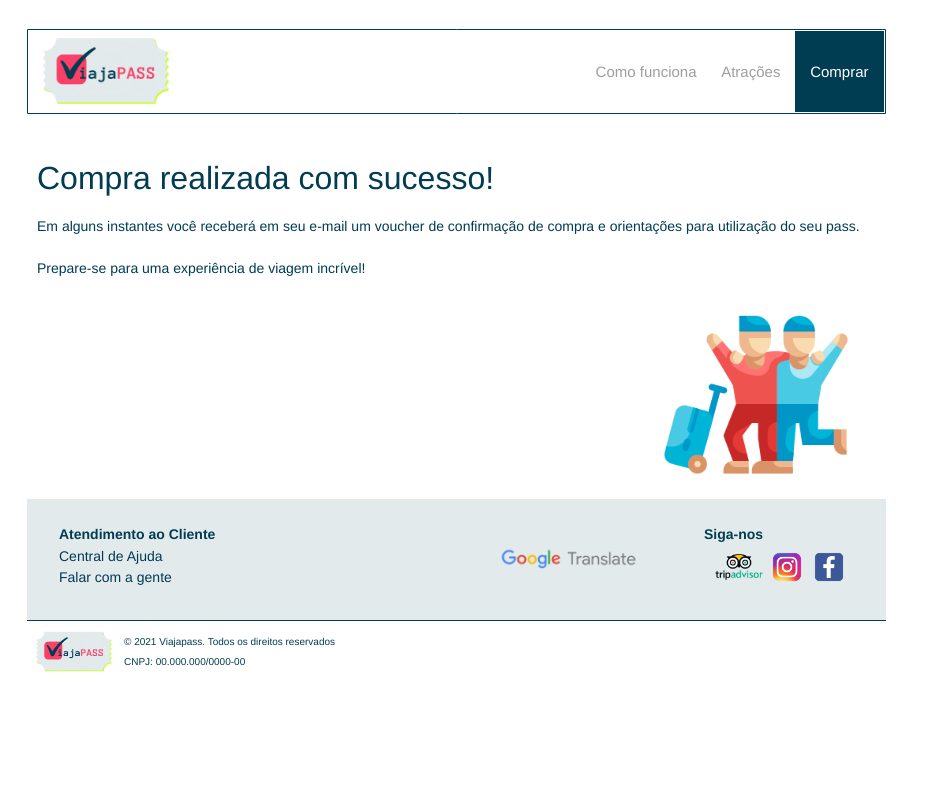 ViajaPASS
Como funciona Atrações Comprar
Compra realizada com sucesso!
Em alguns instantes você receberá em seu e-mail um voucher de confirmação de compra e orientações para utilização do seu pass.
Prepare-se para uma experiência de viagem incrível!
Atendimento ao Cliente
Central de Ajuda
Falar com a gente
Google Translate
Siga-nos
tripadvisor
ViajaPASS
© 2021 Viajapass. Todos os direitos reservados
CNPJ: 00.000.000/0000-00